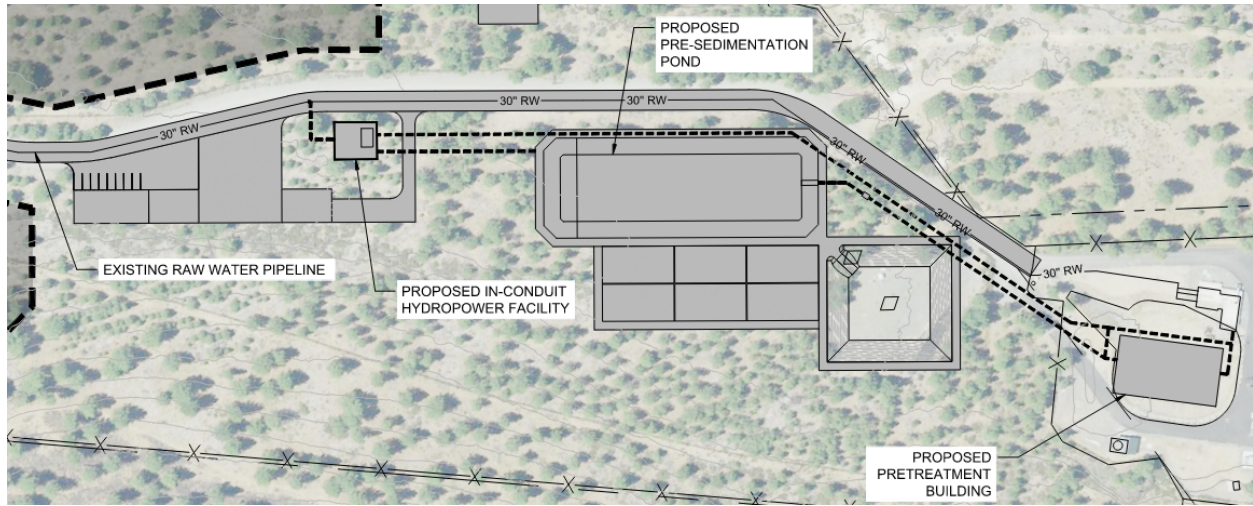 PROPOSED
PRE-SEDIMENTATION
POND
30" RW
30" RW
30" RW
30" RW
30" RW
30" RW
EXISTING RAW WATER PIPELINE
PROPOSED IN-CONDUIT
HYDROPOWER FACILITY
PROPOSED
PRETREATMENT
BUILDING